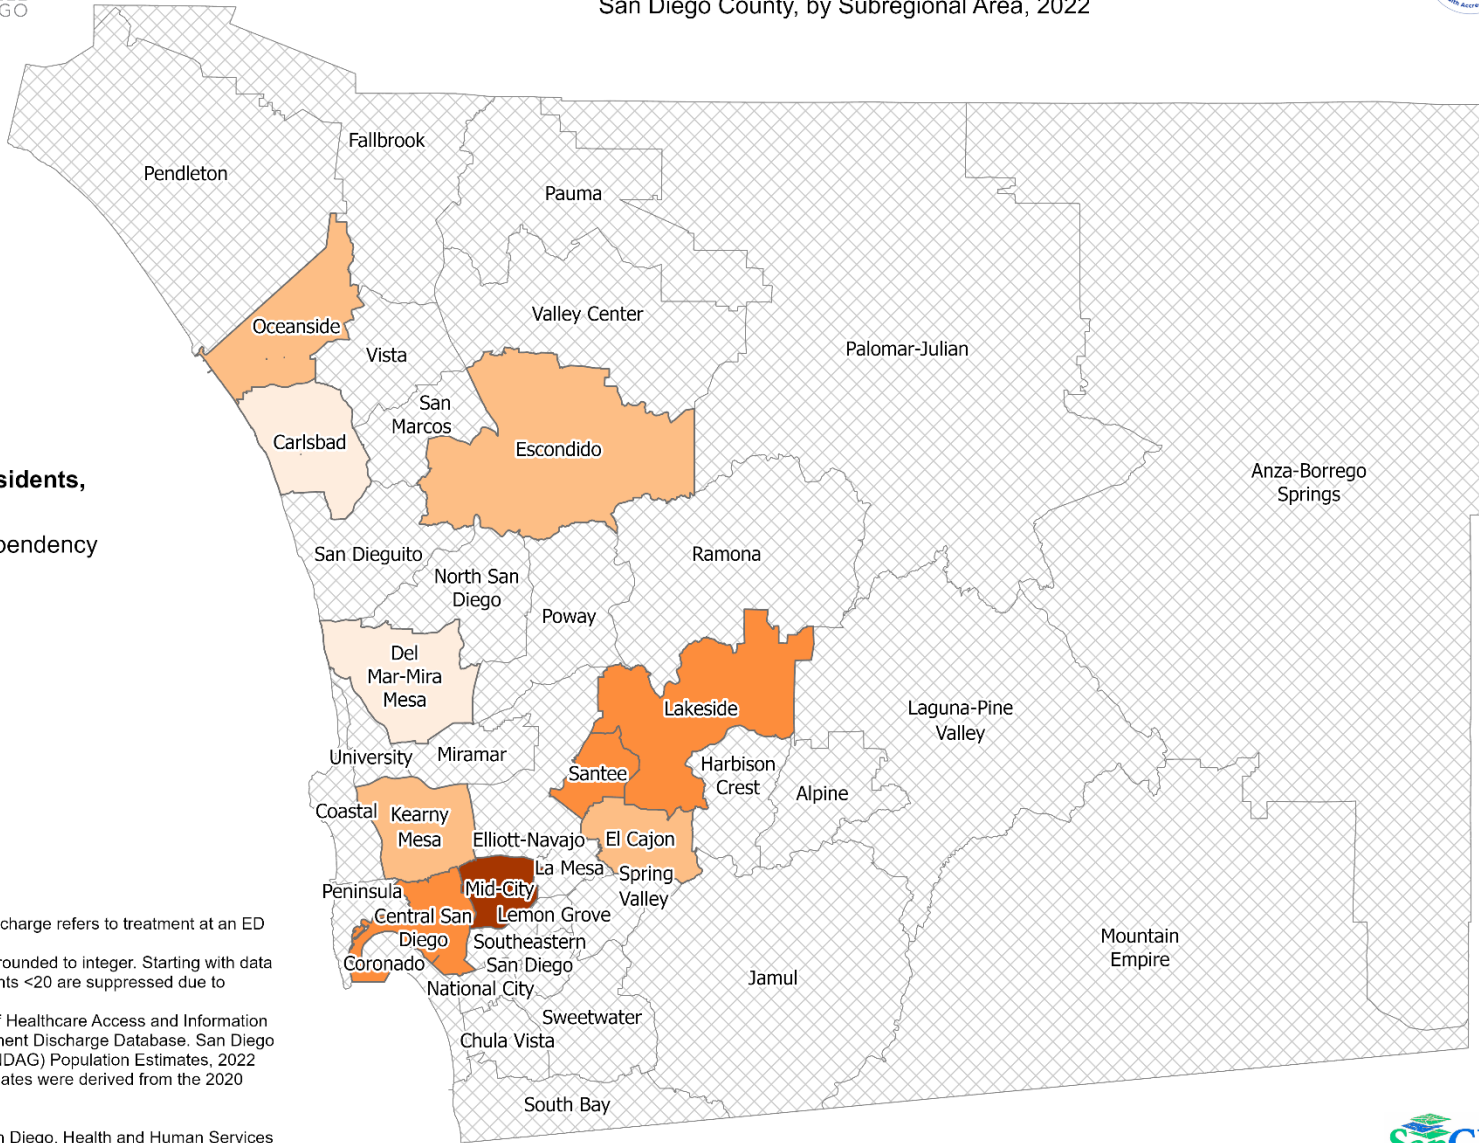 GO
San Diego County, by Subregional Area, 2022
Fallbrook
Pendleton
Pauma
Valley Center
Oceanside
Vista
Palomar-Julian
San
Marcos
Carlsbad
Escondido
Anza-Borrego
Springs
sidents,
pendency
San Dieguito
Ramona
North San
Diego
Poway
Del
Mar-Mira
Mesa
Lakeside
Laguna-Pine
Valley
University
Miramar
Santee
Harbison
Crest
Alpine
Coastal
Kearny
Mesa
Elliott-Navajo
El Cajon
La Mesa
Spring
Valley
Peninsula
Mid-City
Central San
Diego
Lemon Grove
Southeastern
San Diego
Coronado
National City
Jamul
Mountain
Empire
Sweetwater
Chula Vista
South Bay
charge refers to treatment at an ED
rounded to integer. Starting with data
nts <20 are suppressed due to
f Healthcare Access and Information
nent Discharge Database. San Diego
NDAG) Population Estimates, 2022
ates were derived from the 2020
n Diego, Health and Human Services